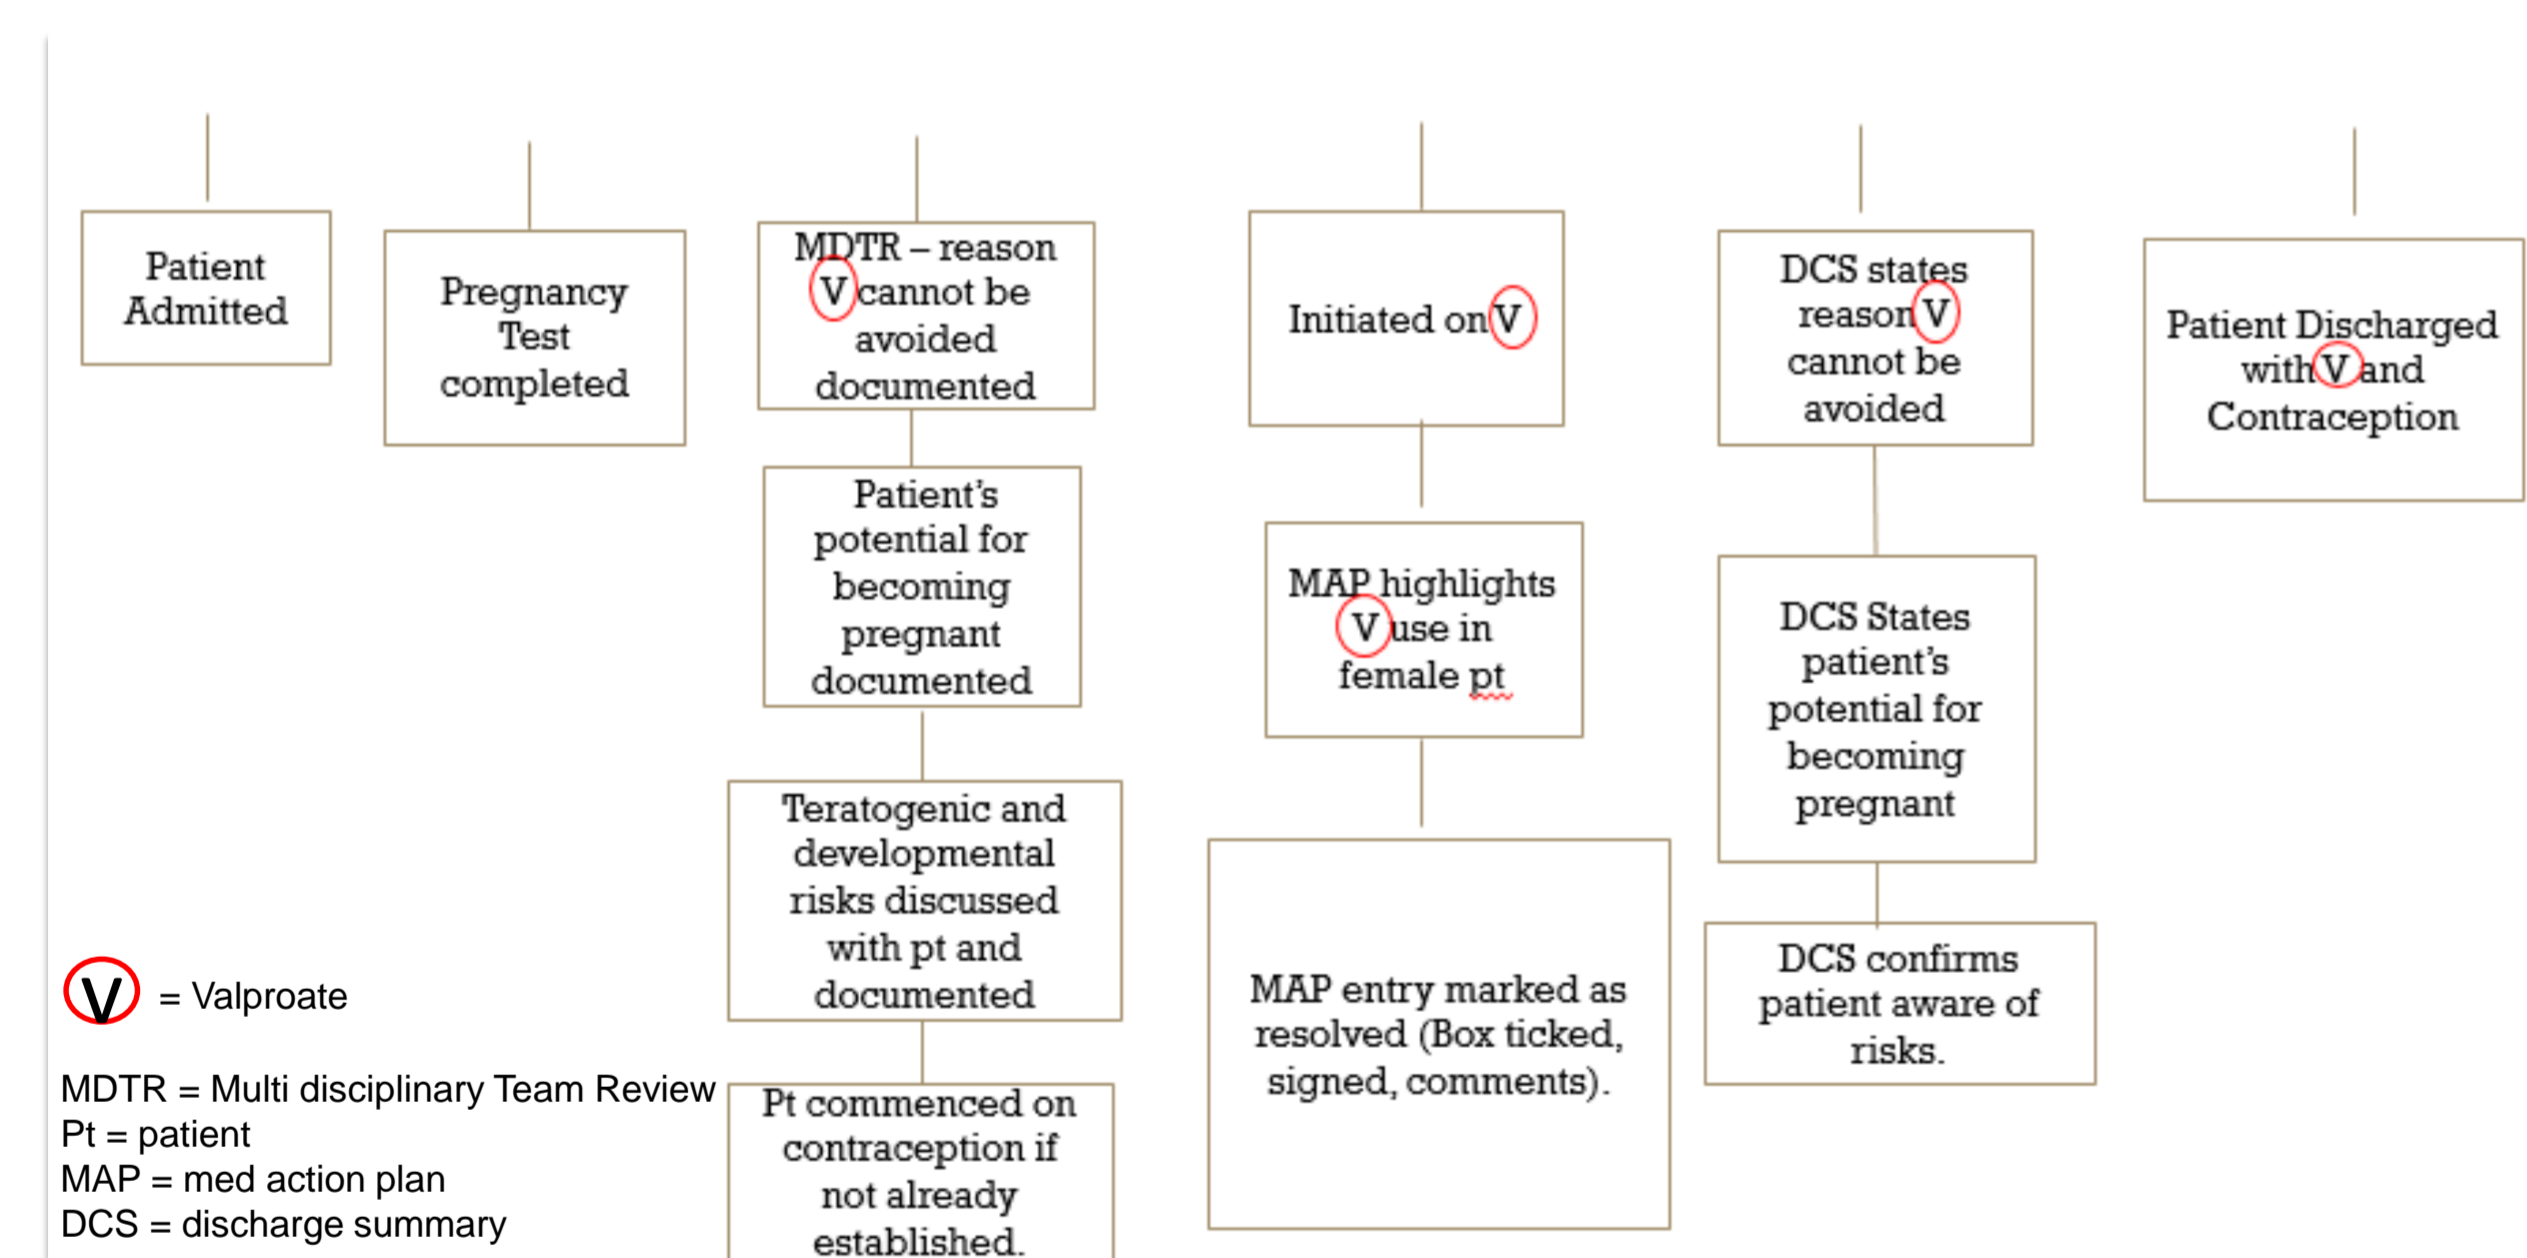 Patient
Admitted
Pregnancy
Test
completed
MDTR – reason
V cannot be
avoided
documented
Patient’s
potential for
becoming
pregnant
documented
Teratogenic and
developmental
risks discussed
with pt and
documented
Pt commenced on
contraception if
not already
established.
Initiated on V
MAP highlights
V use in
female pt
MAP entry marked as
resolved (Box ticked,
signed, comments).
DCS states
reason V
cannot be
avoided
DCS States
patient’s
potential for
becoming
pregnant
DCS confirms
patient aware of
risks.
Patient Discharged
with V and
Contraception
V = Valproate
MDTR = Multi disciplinary Team Review
Pt = patient
MAP = med action plan
DCS = discharge summary